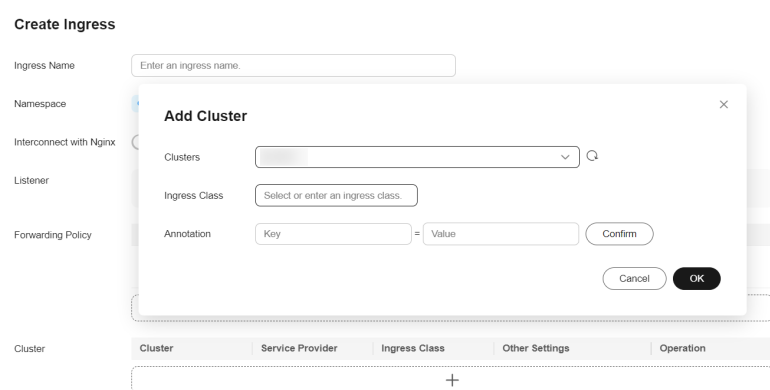 Create Ingress
Ingress Name
Enter an ingress name.
Namespace
Interconnect with Nginx
Listener
Forwarding Policy
Add Cluster
Clusters
Ingress Class
Select or enter an ingress class.
Annotation
Key = Value Confirm
Cancel OK
Cluster
Cluster Service Provider Ingress Class Other Settings Operation